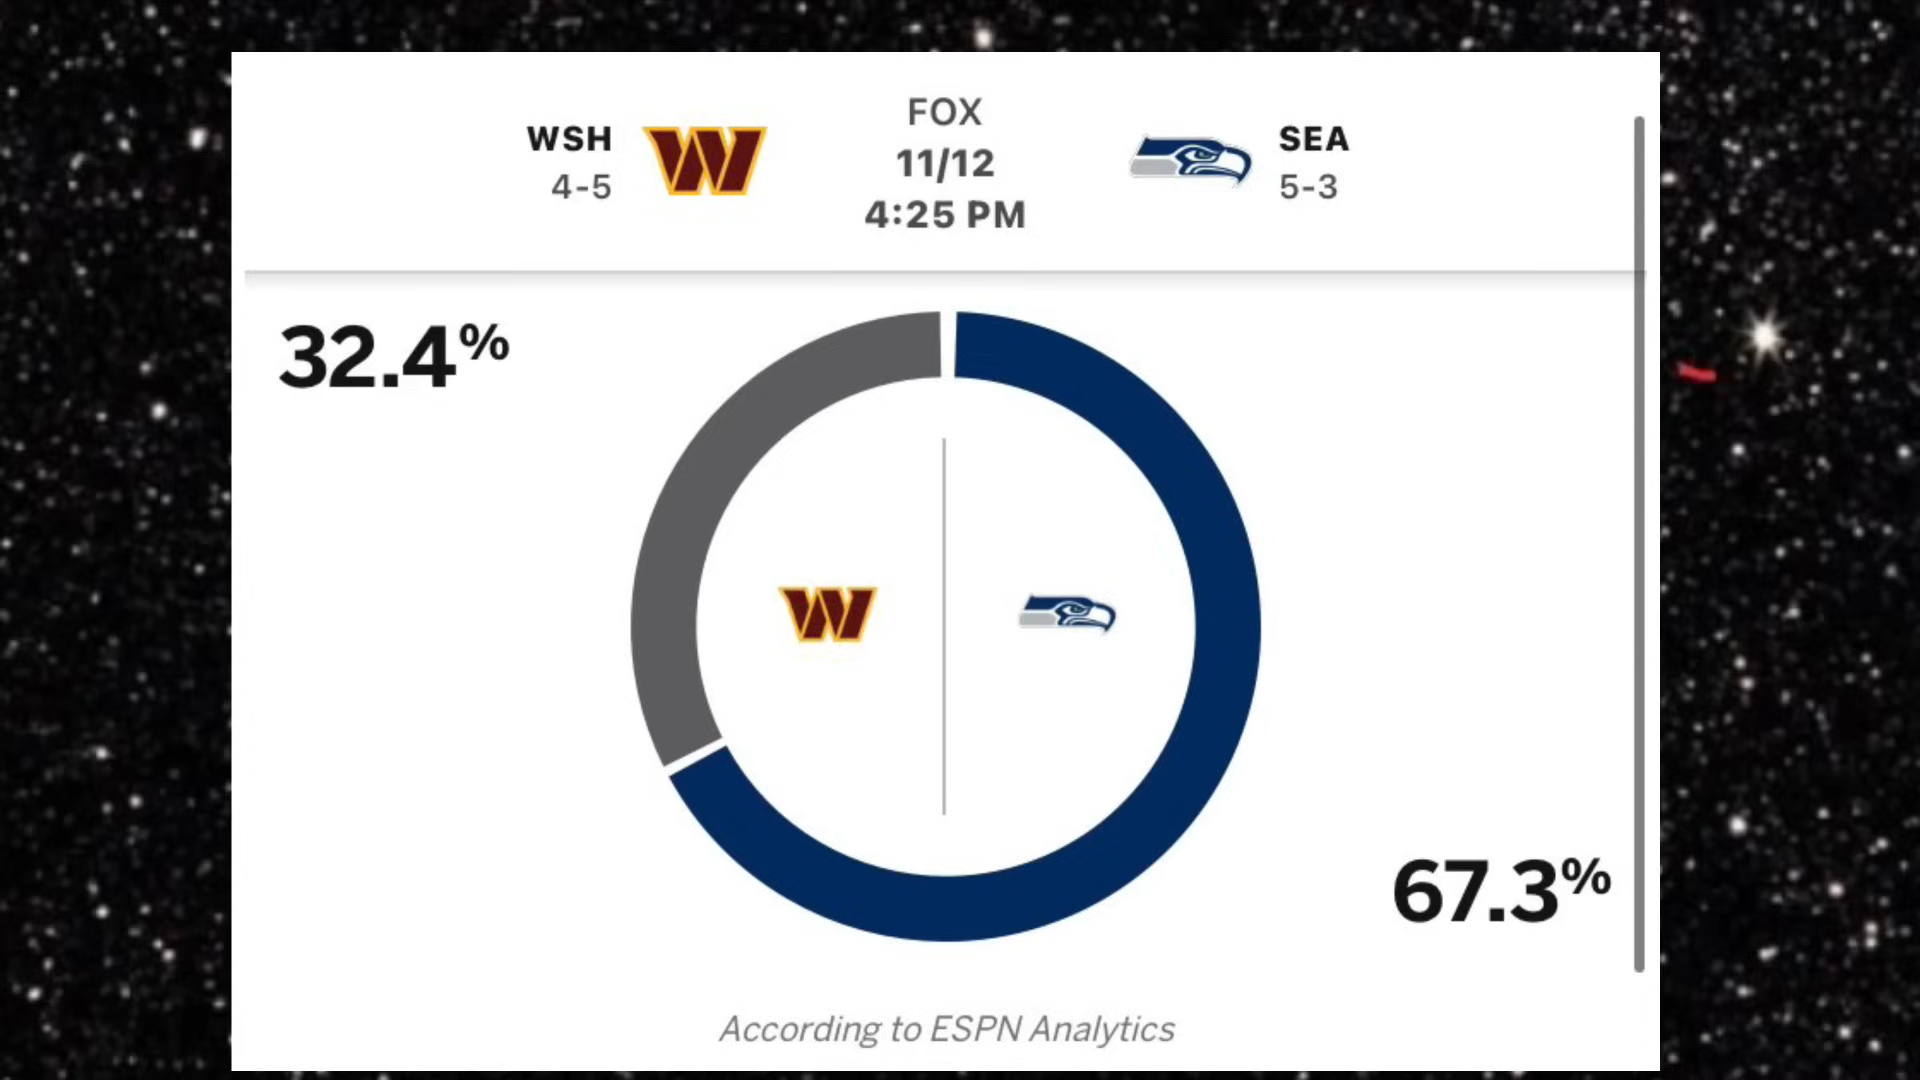 WSH
4-5
FOX
11/12
4:25 PM
SEA
5-3
32.4%
67.3%
According to ESPN Analytics